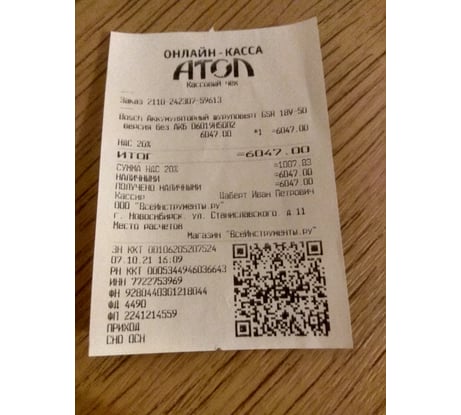 ОНЛАЙН-КАССА
АТОЛ
Кассовый чек
Заказ 2110-242307-59613
Bosch Аккумуляторный шуруповерт GSR 18V-50
версия без АКБ 06019H5002
6047.00 *1 =6047.00
НДС 20%
ИТОГ =6047.00
СУММА НДС 20% =1007.83
НАЛИЧНЫМИ =6047.00
ПОЛУЧЕНО НАЛИЧНЫМИ =6047.00
Кассир Шаберт Иван Петрович
ООО "ВсеИнструменты.ру"
г. Новосибирск, ул. Станиславского, д 11
Место расчетов
Магазин "ВсеИнструменты.ру"
ЗН ККТ 00106205207524
07.10.21 16:09
РН ККТ 0005344946036643
ИНН 7722753969
ФН 9280440301218044
ФД 4490
ФП 2241214559
ПРИХОД
СНО ОСН